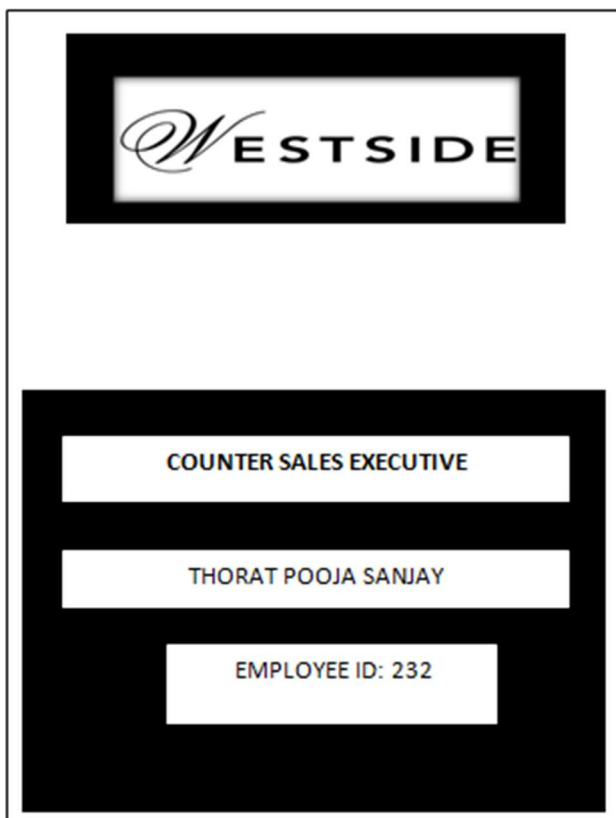 WESTSIDE
COUNTER SALES EXECUTIVE
THORAT POOJA SANJAY
EMPLOYEE ID: 232